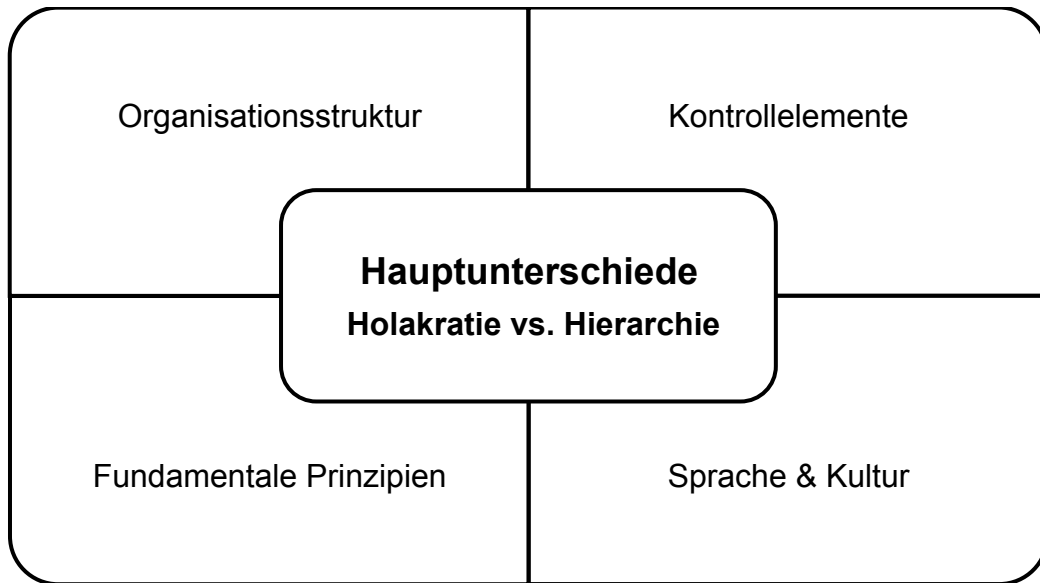 Organisationsstruktur
Kontrollelemente
Hauptunterschiede
Holakratie vs. Hierarchie
Fundamentale Prinzipien
Sprache & Kultur